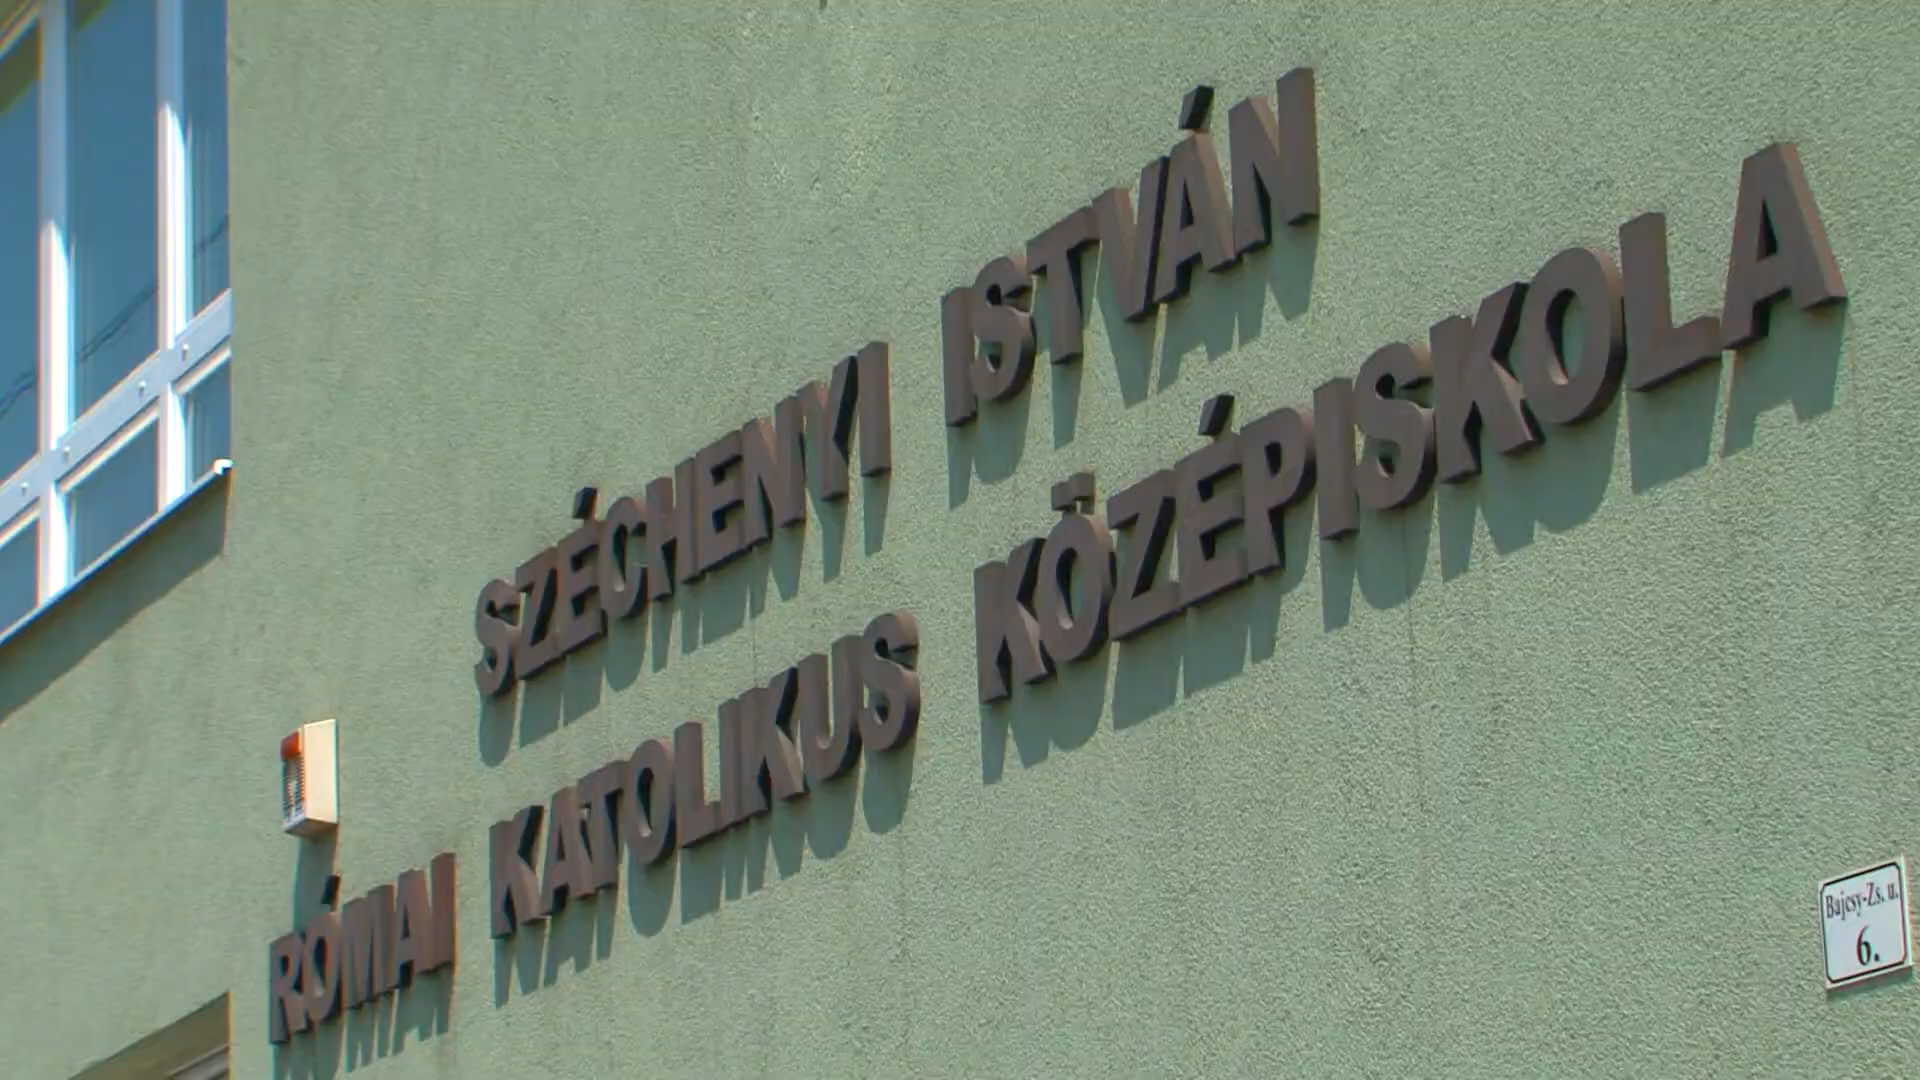 SZÉCHENYI ISTVÁN
RÓMAI KATOLIKUS KÖZÉPISKOLA
Bajcsy-Zs. u.
6.